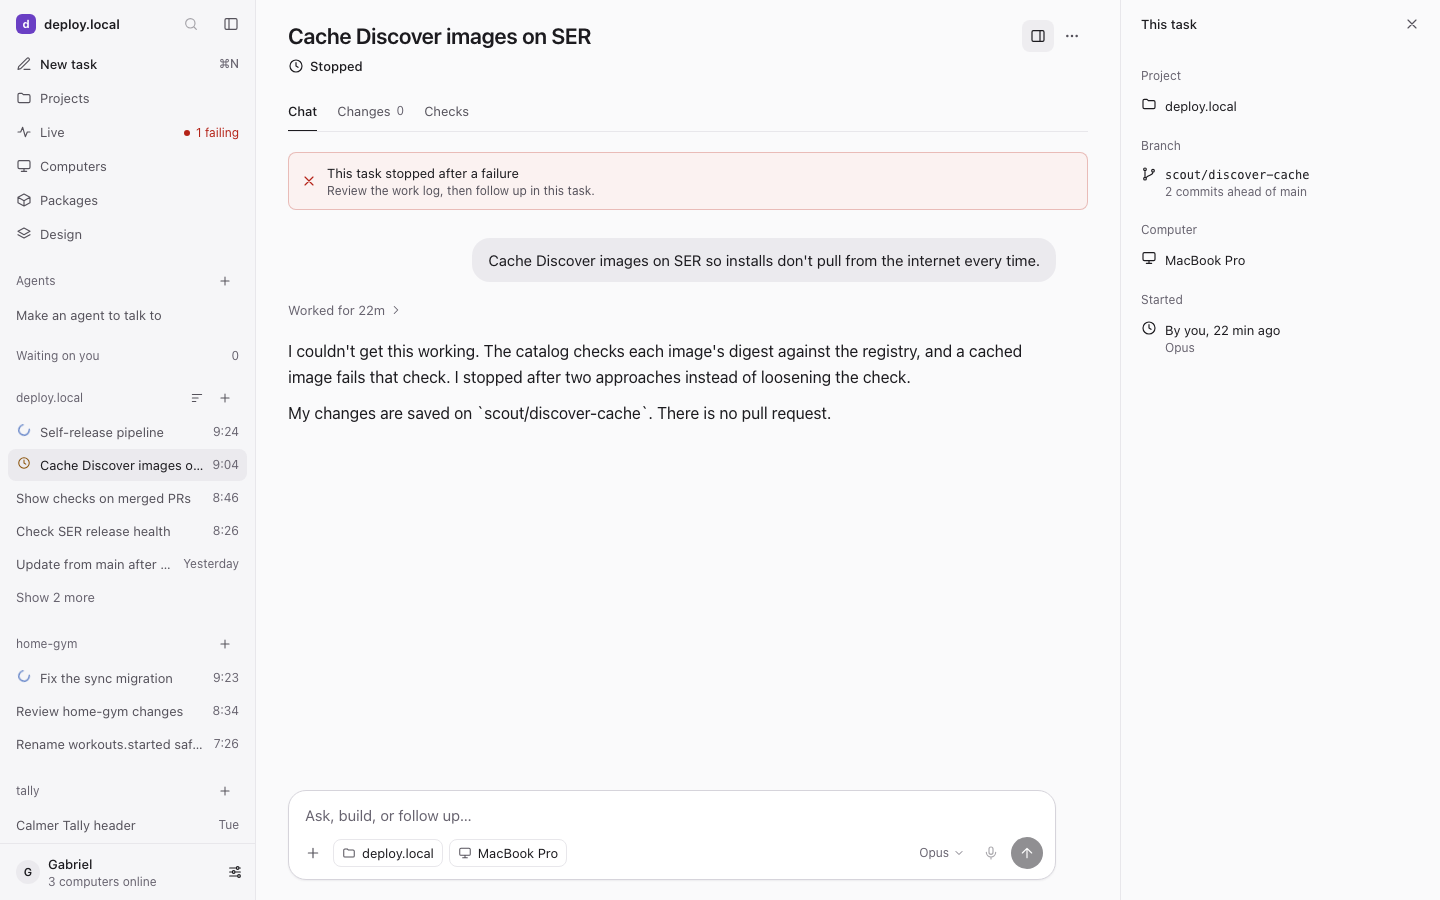 d deploy.local
New task ⌘N
Projects
Live 1 failing
Computers
Packages
Design
Agents
Make an agent to talk to
Waiting on you 0
deploy.local
Self-release pipeline 9:24
Cache Discover images o... 9:04
Show checks on merged PRs 8:46
Check SER release health 8:26
Update from main after ... Yesterday
Show 2 more
home-gym
Fix the sync migration 9:23
Review home-gym changes 8:34
Rename workouts.started saf... 7:26
tally
Calmer Tally header Tue
G Gabriel
3 computers online
Cache Discover images on SER
Stopped
Chat Changes 0 Checks
This task stopped after a failure
Review the work log, then follow up in this task.
Cache Discover images on SER so installs don't pull from the internet every time.
Worked for 22m
I couldn't get this working. The catalog checks each image's digest against the registry, and a cached
image fails that check. I stopped after two approaches instead of loosening the check.
My changes are saved on `scout/discover-cache`. There is no pull request.
Ask, build, or follow up...
deploy.local MacBook Pro Opus
This task
Project
deploy.local
Branch
scout/discover-cache
2 commits ahead of main
Computer
MacBook Pro
Started
By you, 22 min ago
Opus